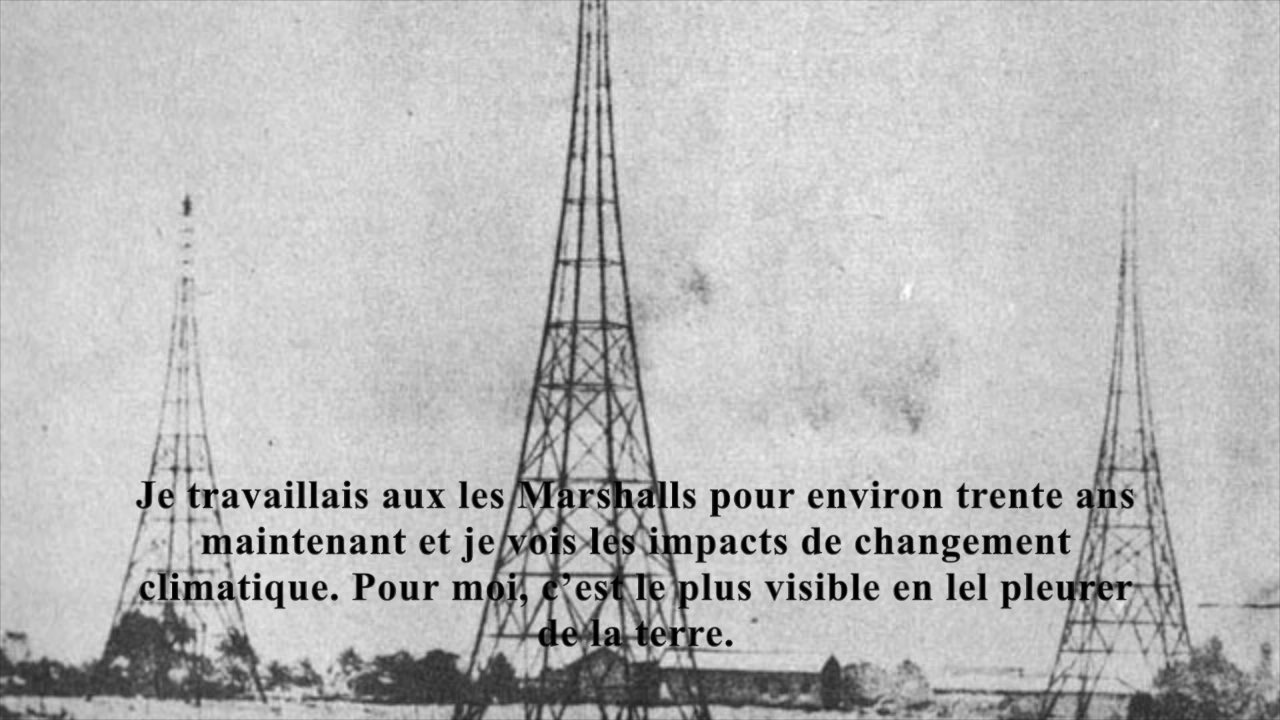 Je travaillais aux les Marshalls pour environ trente ans
maintenant et je vois les impacts de changement
climatique. Pour moi, c’est le plus visible en lel pleurer
de la terre.